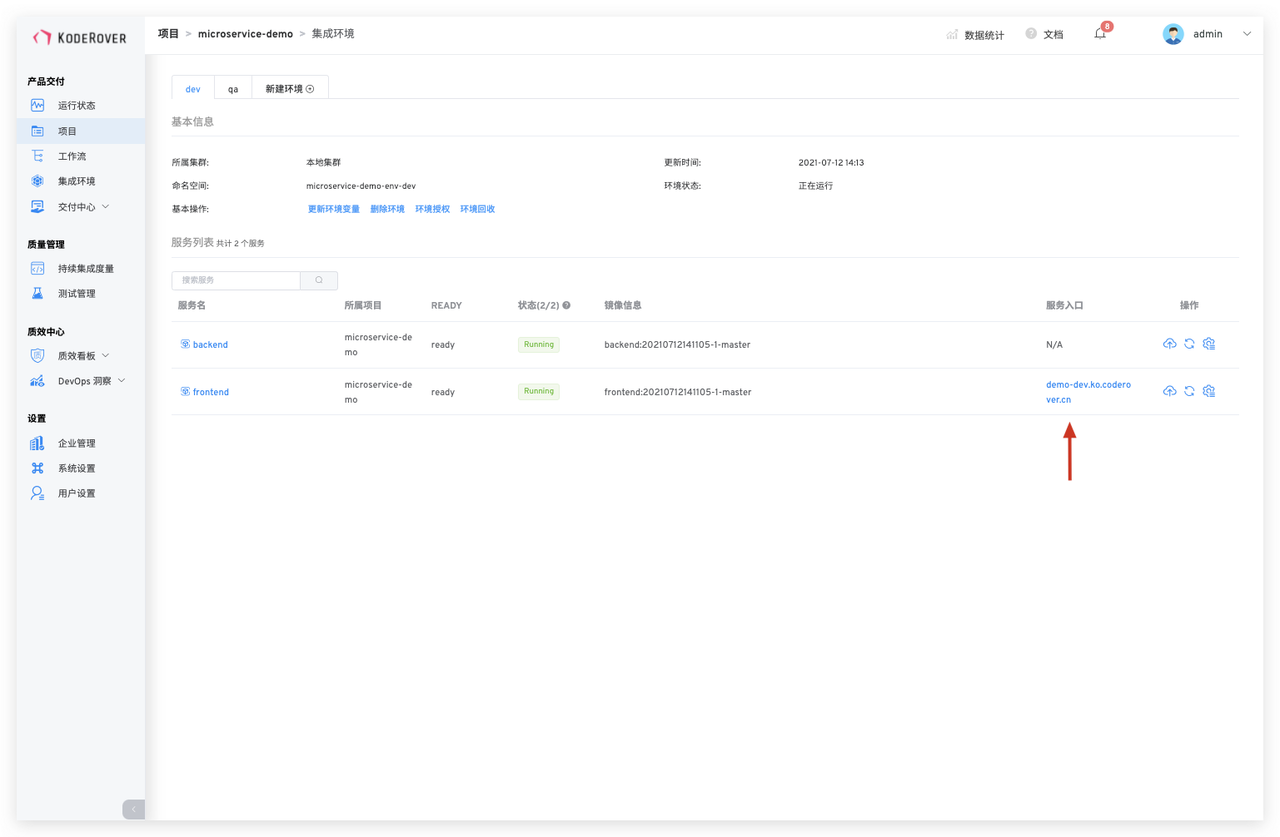 KODEROVER
项目 > microservice-demo > 集成环境
数据统计
文档
8
admin
产品交付
运行状态
项目
工作流
集成环境
交付中心
质量管理
持续集成度量
测试管理
质效中心
质效看板
DevOps 洞察
设置
企业管理
系统设置
用户设置
dev
qa
新建环境
基本信息
所属集群: 本地集群 更新时间: 2021-07-12 14:13
命名空间: microservice-demo-env-dev 环境状态: 正在运行
基本操作: 更新环境变量 删除环境 环境授权 环境回收
服务列表 共计 2 个服务
搜索服务
服务名 所属项目 READY 状态(2/2) 镜像信息 服务入口 操作
backend microservice-de
mo ready Running backend:20210712141105-1-master N/A
frontend microservice-de
mo ready Running frontend:20210712141105-1-master demo-dev.ko.codero
ver.cn